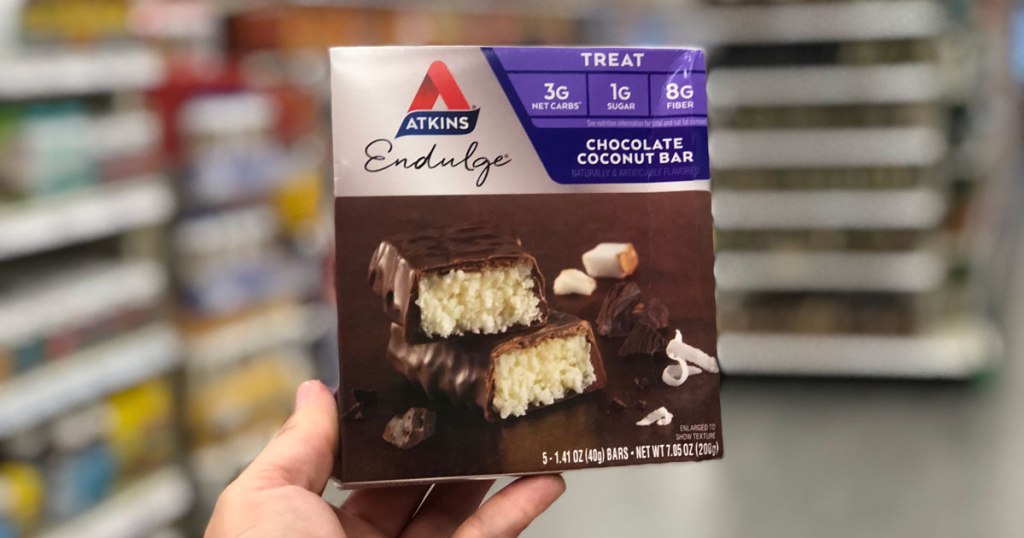 TREAT
3G
NET CARBS
1G
SUGAR
8G
FIBER
See nutrition information for total and sat fat content
ATKINS
Endulge®
CHOCOLATE
COCONUT BAR
NATURALLY & ARTIFICIALLY FLAVORED
ENLARGED TO
SHOW TEXTURE
5 - 1.41 OZ (40g) BARS • NET WT 7.05 OZ (200g)